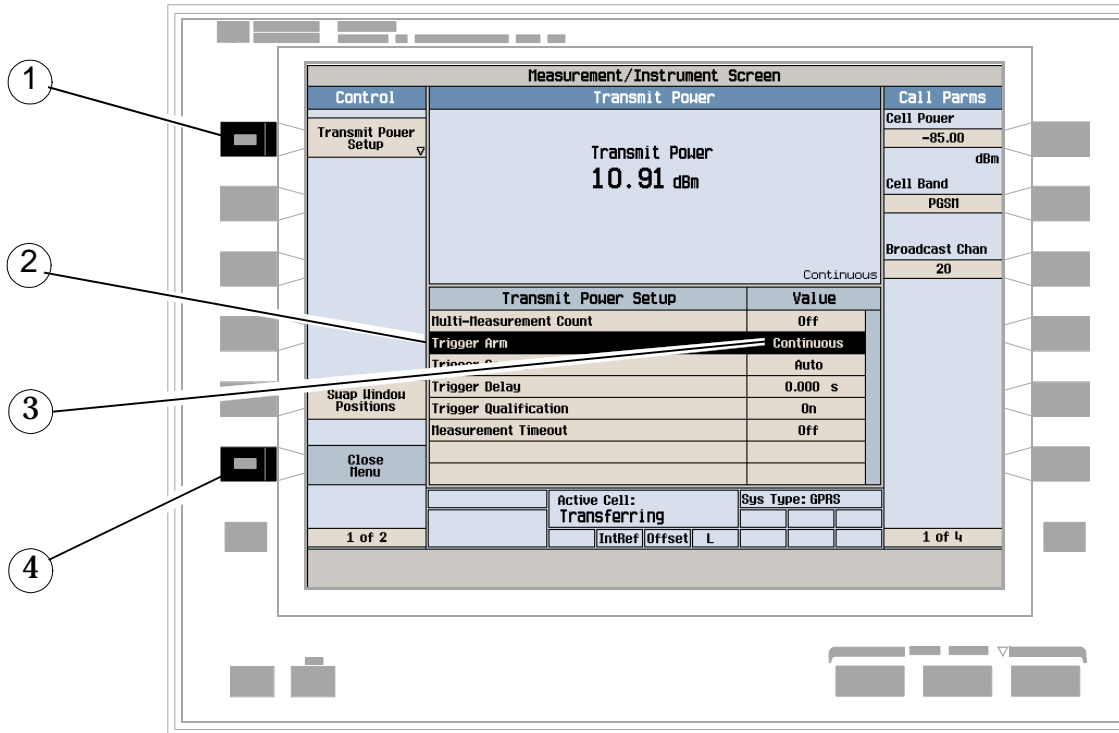 Measurement/Instrument Screen
Control
Transmit Power
Call Parms
1
Transmit Power
Setup
Transmit Power
10.91 dBm
Cell Power
-85.00
dBm
Cell Band
PGSM
Broadcast Chan
20
Continuous
2
Transmit Power Setup
Value
Multi-Measurement Count
Off
Trigger Arm
Continuous
Trigger
Auto
3
Swap Window
Positions
Trigger Delay
0.000 s
Trigger Qualification
On
Measurement Timeout
Off
Close
Menu
4
Active Cell:
Transferring
Sys Type: GPRS
1 of 2
IntRef
Offset
L
1 of 4